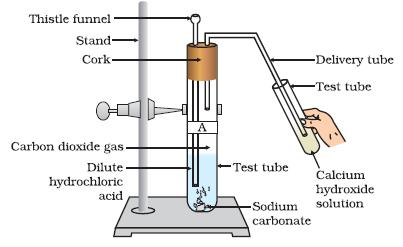 Thistle funnel
Stand
Cork
Delivery tube
Test tube
A
Carbon dioxide gas
Dilute
hydrochloric
acid
Test tube
Calcium
hydroxide
solution
Sodium
carbonate